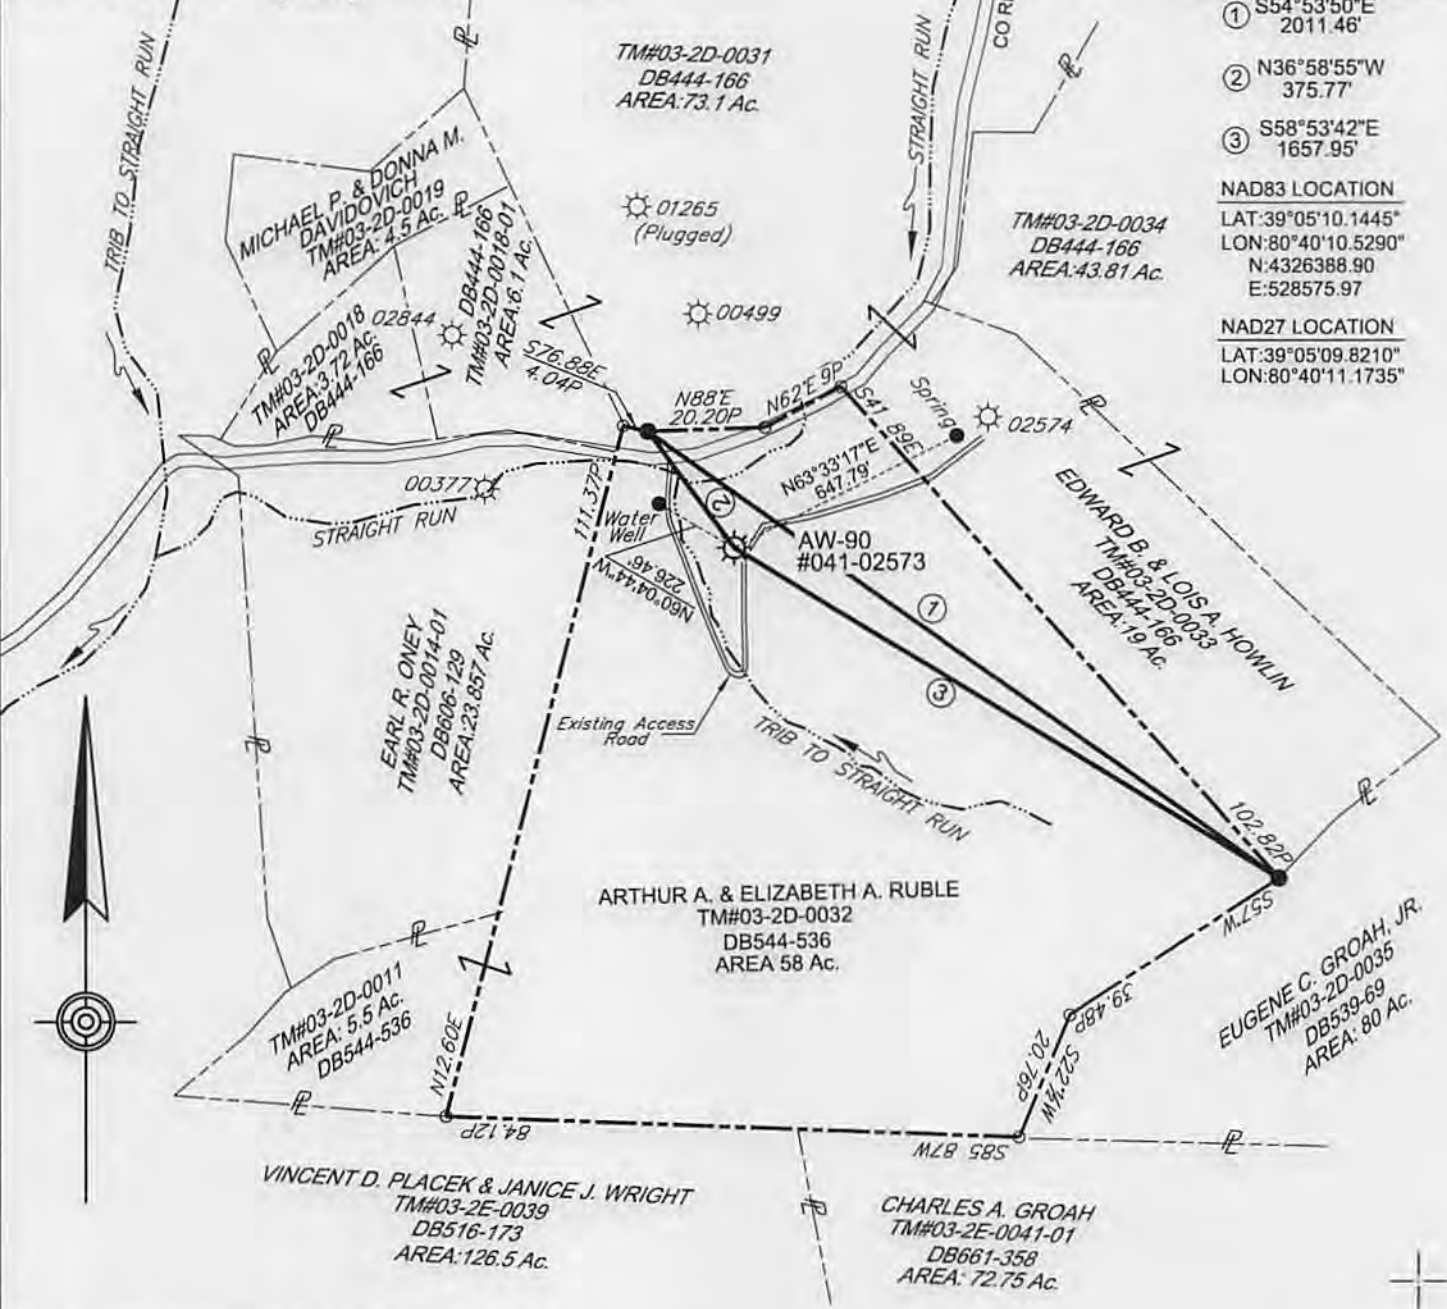 TM#03-2D-0031
DB444-166
AREA:73.1 Ac.
TRIB TO STRAIGHT RUN
STRAIGHT RUN
CO R
① S54°53'50"E
2011.46'
② N36°58'55"W
375.77'
③ S58°53'42"E
1657.95'
NAD83 LOCATION
LAT:39°05'10.1445"
LON:80°40'10.5290"
N:4326388.90
E:528575.97
NAD27 LOCATION
LAT:39°05'09.8210"
LON:80°40'11.1735"
MICHAEL P. & DONNA M.
DAVIDOVICH
TM#03-2D-0019
AREA: 4.5 Ac.
01265
(Plugged)
TM#03-2D-0034
DB444-166
AREA:43.81 Ac.
DB444-166
TM#03-2D-0018-01
AREA:6.1 Ac.
02844
00499
TM#03-2D-0018
AREA:3.72 Ac.
DB444-166
S76.88E
4.04P
N88'E
20.20P
N62'E 9P
S41 89E
Spring
02574
N63°33'17"E
647.79'
00377
STRAIGHT RUN
111.37P
Water
Well
②
AW-90
#041-02573
N60°04'44"W
226.46'
EDWARD B. & LOIS A. HOWLIN
TM#03-2D-0033
DB444-166
AREA:19 Ac.
①
③
EARL R. ONEY
TM#03-2D-0014-01
DB606-129
AREA:23.857 Ac.
Existing Access
Road
TRIB TO STRAIGHT RUN
102.82P
ARTHUR A. & ELIZABETH A. RUBLE
TM#03-2D-0032
DB544-536
AREA 58 Ac.
S57°W
39.48P
EUGENE C. GROAH, JR.
TM#03-2D-0035
DB539-69
AREA: 80 Ac.
TM#03-2D-0011
AREA: 5.5 Ac.
DB544-536
N12.60E
20.76P
S22°½W
84.12P
S85 87W
VINCENT D. PLACEK & JANICE J. WRIGHT
TM#03-2E-0039
DB516-173
AREA:126.5 Ac.
CHARLES A. GROAH
TM#03-2E-0041-01
DB661-358
AREA: 72.75 Ac.